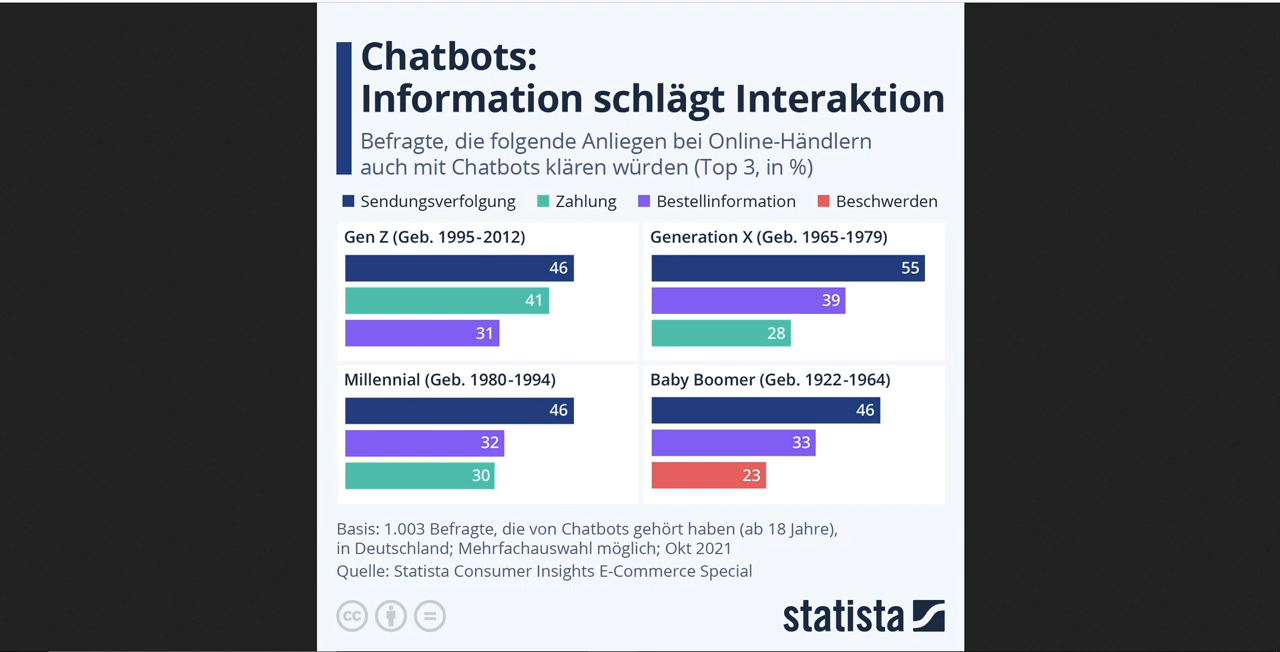 Chatbots:
Information schlägt Interaktion
Befragte, die folgende Anliegen bei Online-Händlern
auch mit Chatbots klären würden (Top 3, in %)
Sendungsverfolgung Zahlung Bestellinformation Beschwerden
Gen Z (Geb. 1995-2012)
46
41
31
Generation X (Geb. 1965-1979)
55
39
28
Millennial (Geb. 1980-1994)
46
32
30
Baby Boomer (Geb. 1922-1964)
46
33
23
Basis: 1.003 Befragte, die von Chatbots gehört haben (ab 18 Jahre),
in Deutschland; Mehrfachauswahl möglich; Okt 2021
Quelle: Statista Consumer Insights E-Commerce Special
cc
statista